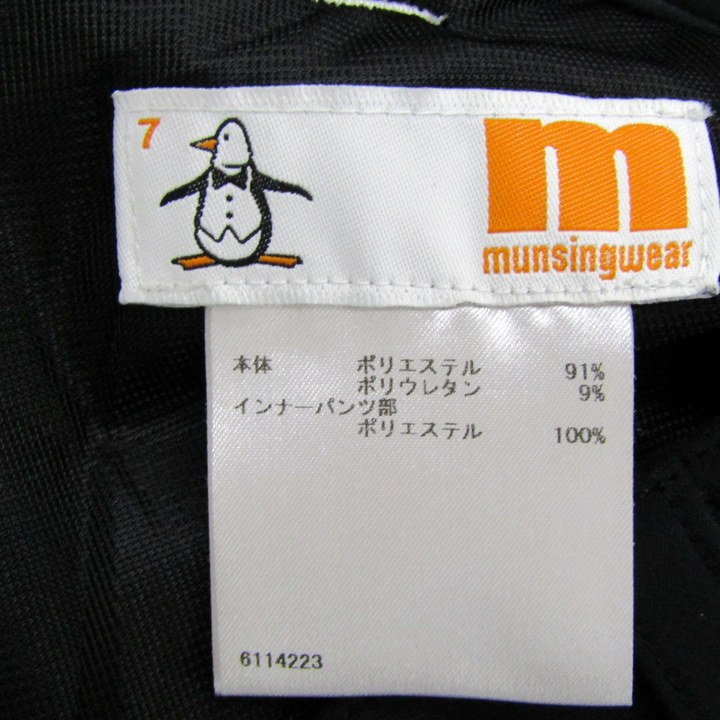 7
m
munsingwear
本体 ポリエステル 91%
ポリウレタン 9%
インナーパンツ部
ポリエステル 100%
6114223